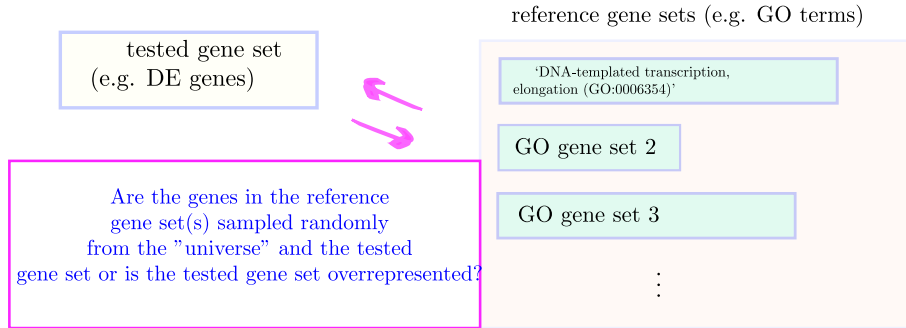 reference gene sets (e.g. GO terms)
tested gene set
(e.g. DE genes)
‘DNA-templated transcription,
elongation (GO:0006354)’
GO gene set 2
GO gene set 3
⋮
Are the genes in the reference
gene set(s) sampled randomly
from the ”universe” and the tested
gene set or is the tested gene set overrepresented?